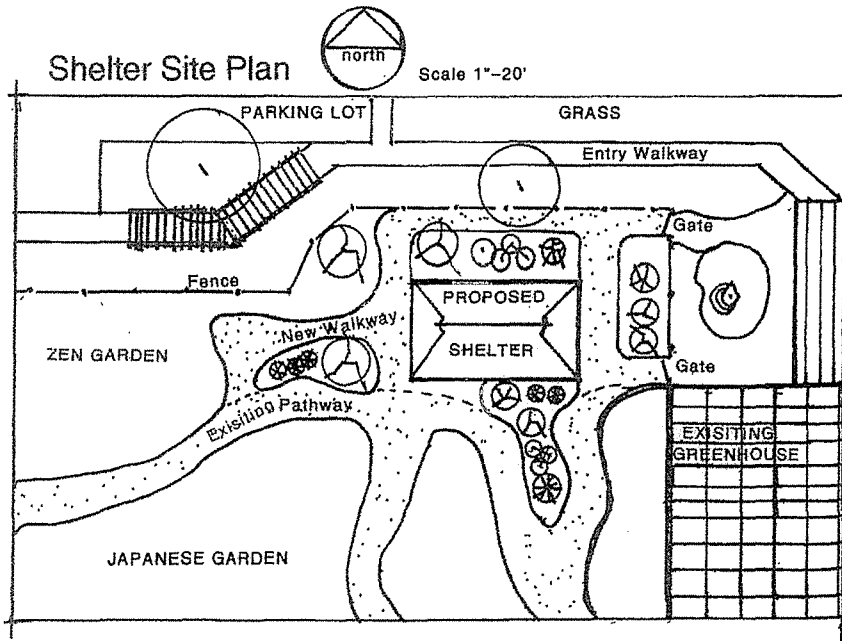 north
Shelter Site Plan
Scale 1"-20'
PARKING LOT
GRASS
Entry Walkway
Gate
Fence
PROPOSED
New Walkway
SHELTER
ZEN GARDEN
Gate
Exisiting Pathway
EXISITING
GREENHOUSE
JAPANESE GARDEN